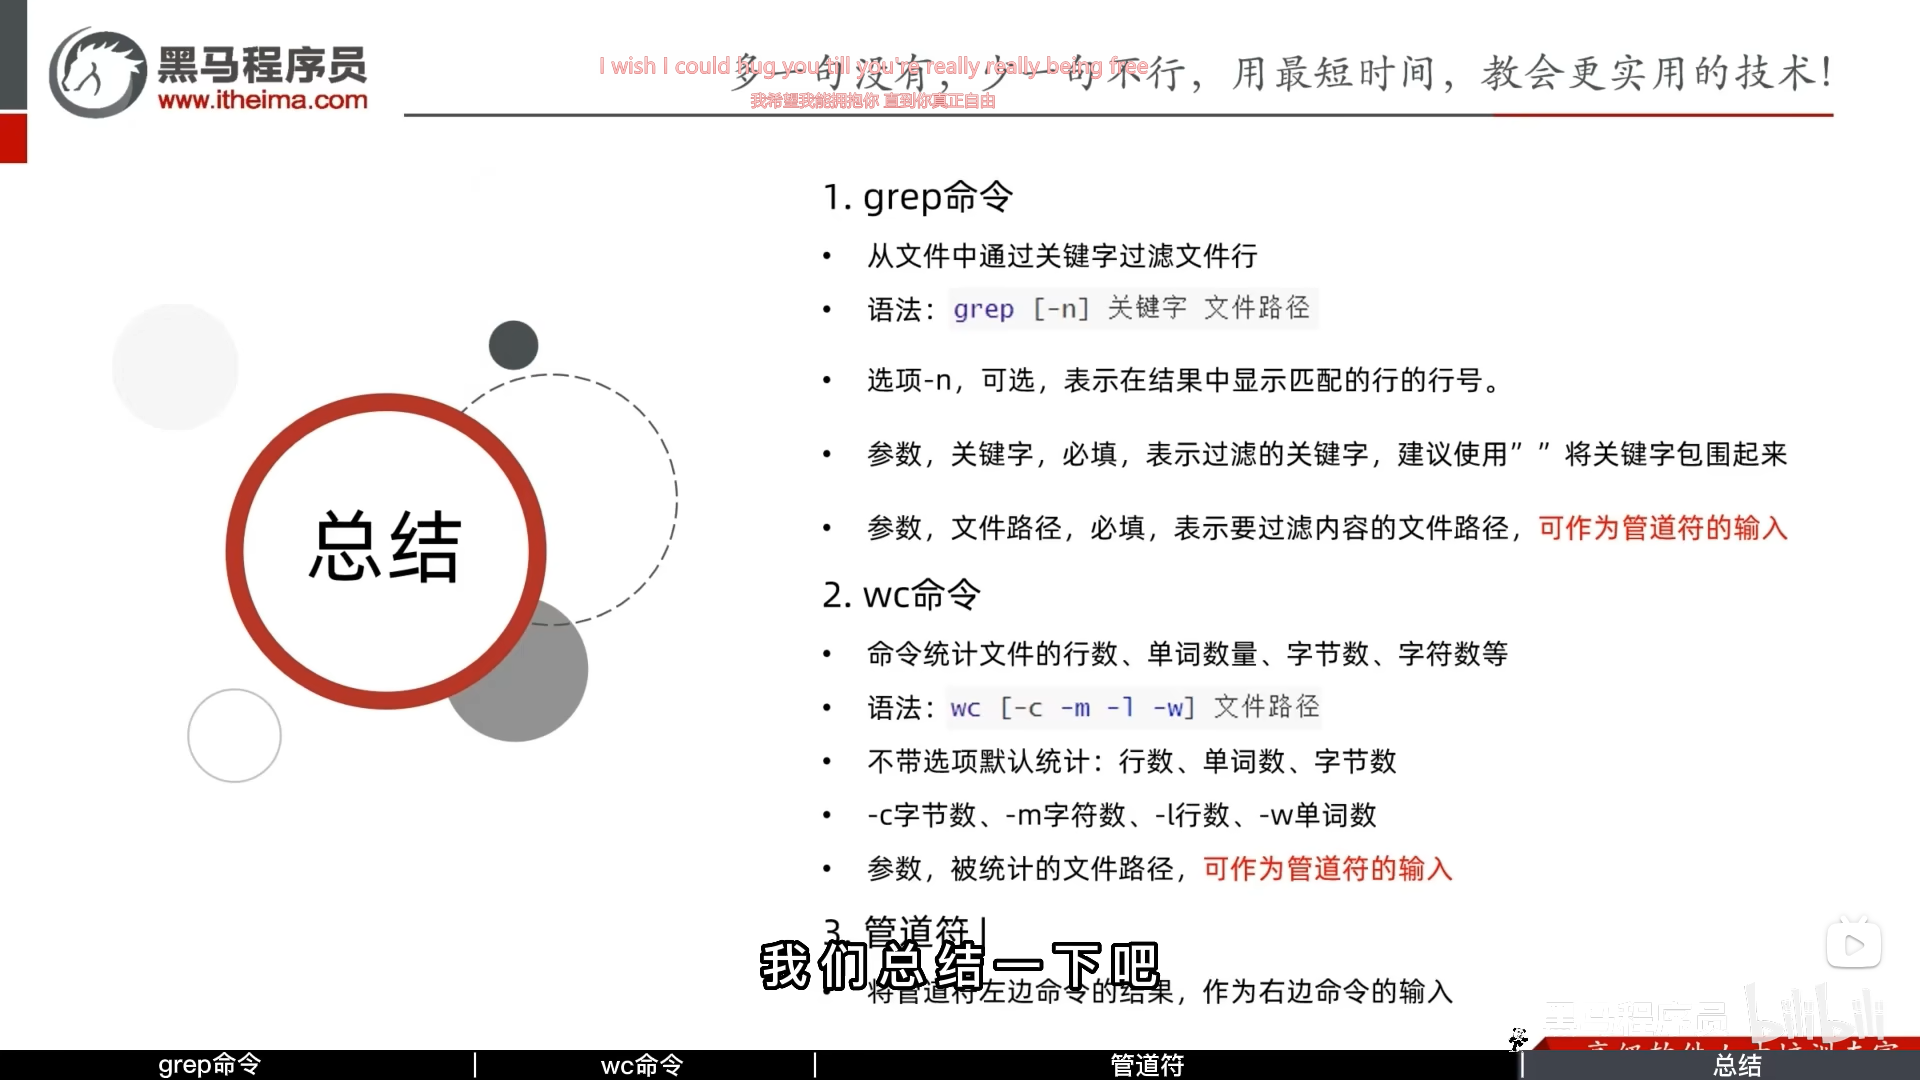 黑马程序员
www.itheima.com
多一句没有，少一句不行，用最短时间，教会更实用的技术！
I wish I could hug you till you're really really being free
我希望我能拥抱你 直到你真正自由
总结
1. grep命令
• 从文件中通过关键字过滤文件行
• 语法：grep [-n] 关键字 文件路径
• 选项-n，可选，表示在结果中显示匹配的行的行号。
• 参数，关键字，必填，表示过滤的关键字，建议使用” ”将关键字包围起来
• 参数，文件路径，必填，表示要过滤内容的文件路径，可作为管道符的输入
2. wc命令
• 命令统计文件的行数、单词数量、字节数、字符数等
• 语法：wc [-c -m -l -w] 文件路径
• 不带选项默认统计：行数、单词数、字节数
• -c字节数、-m字符数、-l行数、-w单词数
• 参数，被统计的文件路径，可作为管道符的输入
3. 管道符|
我们总结一下吧
• 将管道符左边命令的结果，作为右边命令的输入
黑马程序员 bilibili
grep命令 | wc命令 | 管道符 | 总结